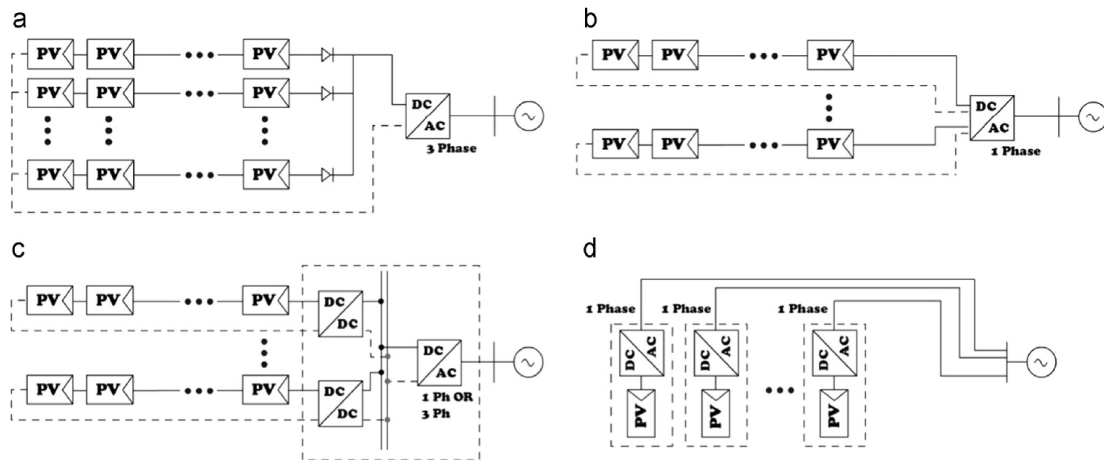 a
PV PV PV
PV PV PV
PV PV PV
DC
AC
3 Phase
b
PV PV PV
PV PV PV
DC
AC
1 Phase
c
PV PV PV
PV PV PV
DC
DC
DC
DC
DC
AC
1 Ph OR
3 Ph
d
1 Phase 1 Phase 1 Phase
DC AC DC AC DC AC
PV PV PV